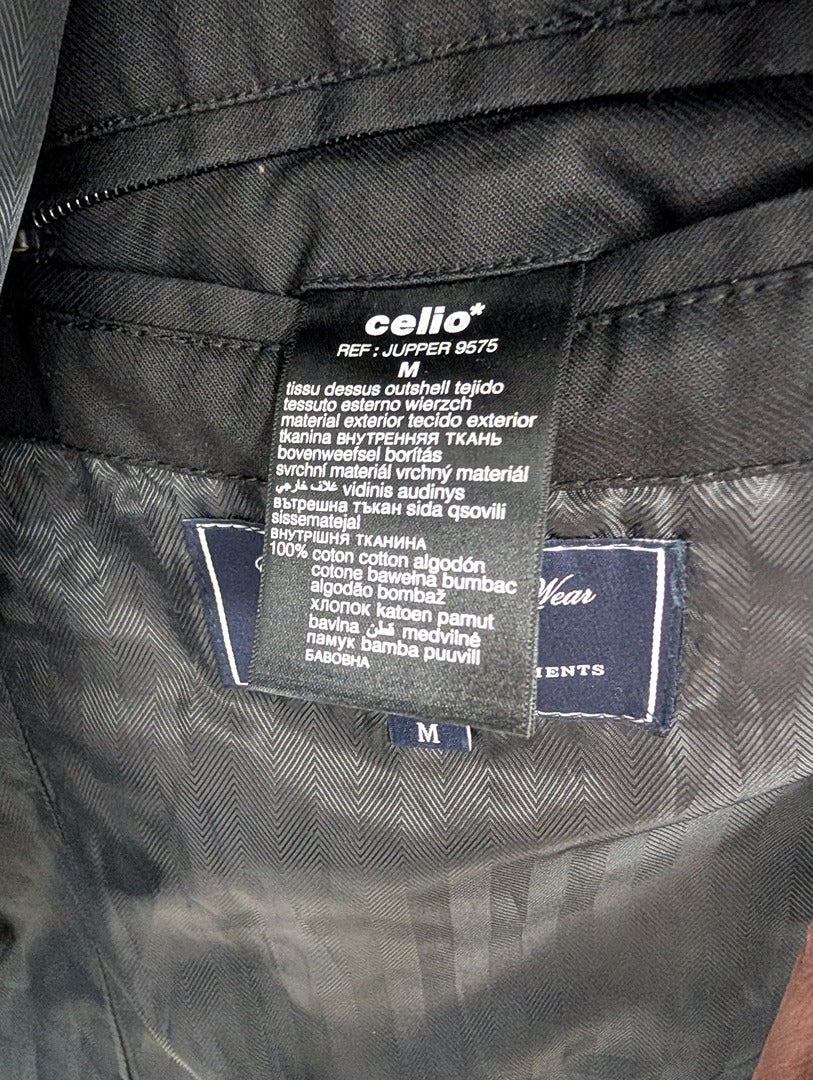 celio*
REF : JUPPER 9575
M
tissu dessus outshell tejido
tessuto esterno wierzch
material exterior tecido exterior
tkanina ВНУТРЕННЯЯ ТКАНЬ
bovenweefsel borítás
svrchní materiál vrchný materiál
غلاف خارجي vidinis audinys
вътрешна тъкан sida qsovili
sissematejal
ВНУТРІШНЯ ТКАНИНА
100% coton cotton algodón
cotone bawełna bumbac
algodão bombaž
хлопок katoen pamut
bavlna قطن medvilnė
памук bamba puuvill
БАВОВНА
Wear
MENTS
M